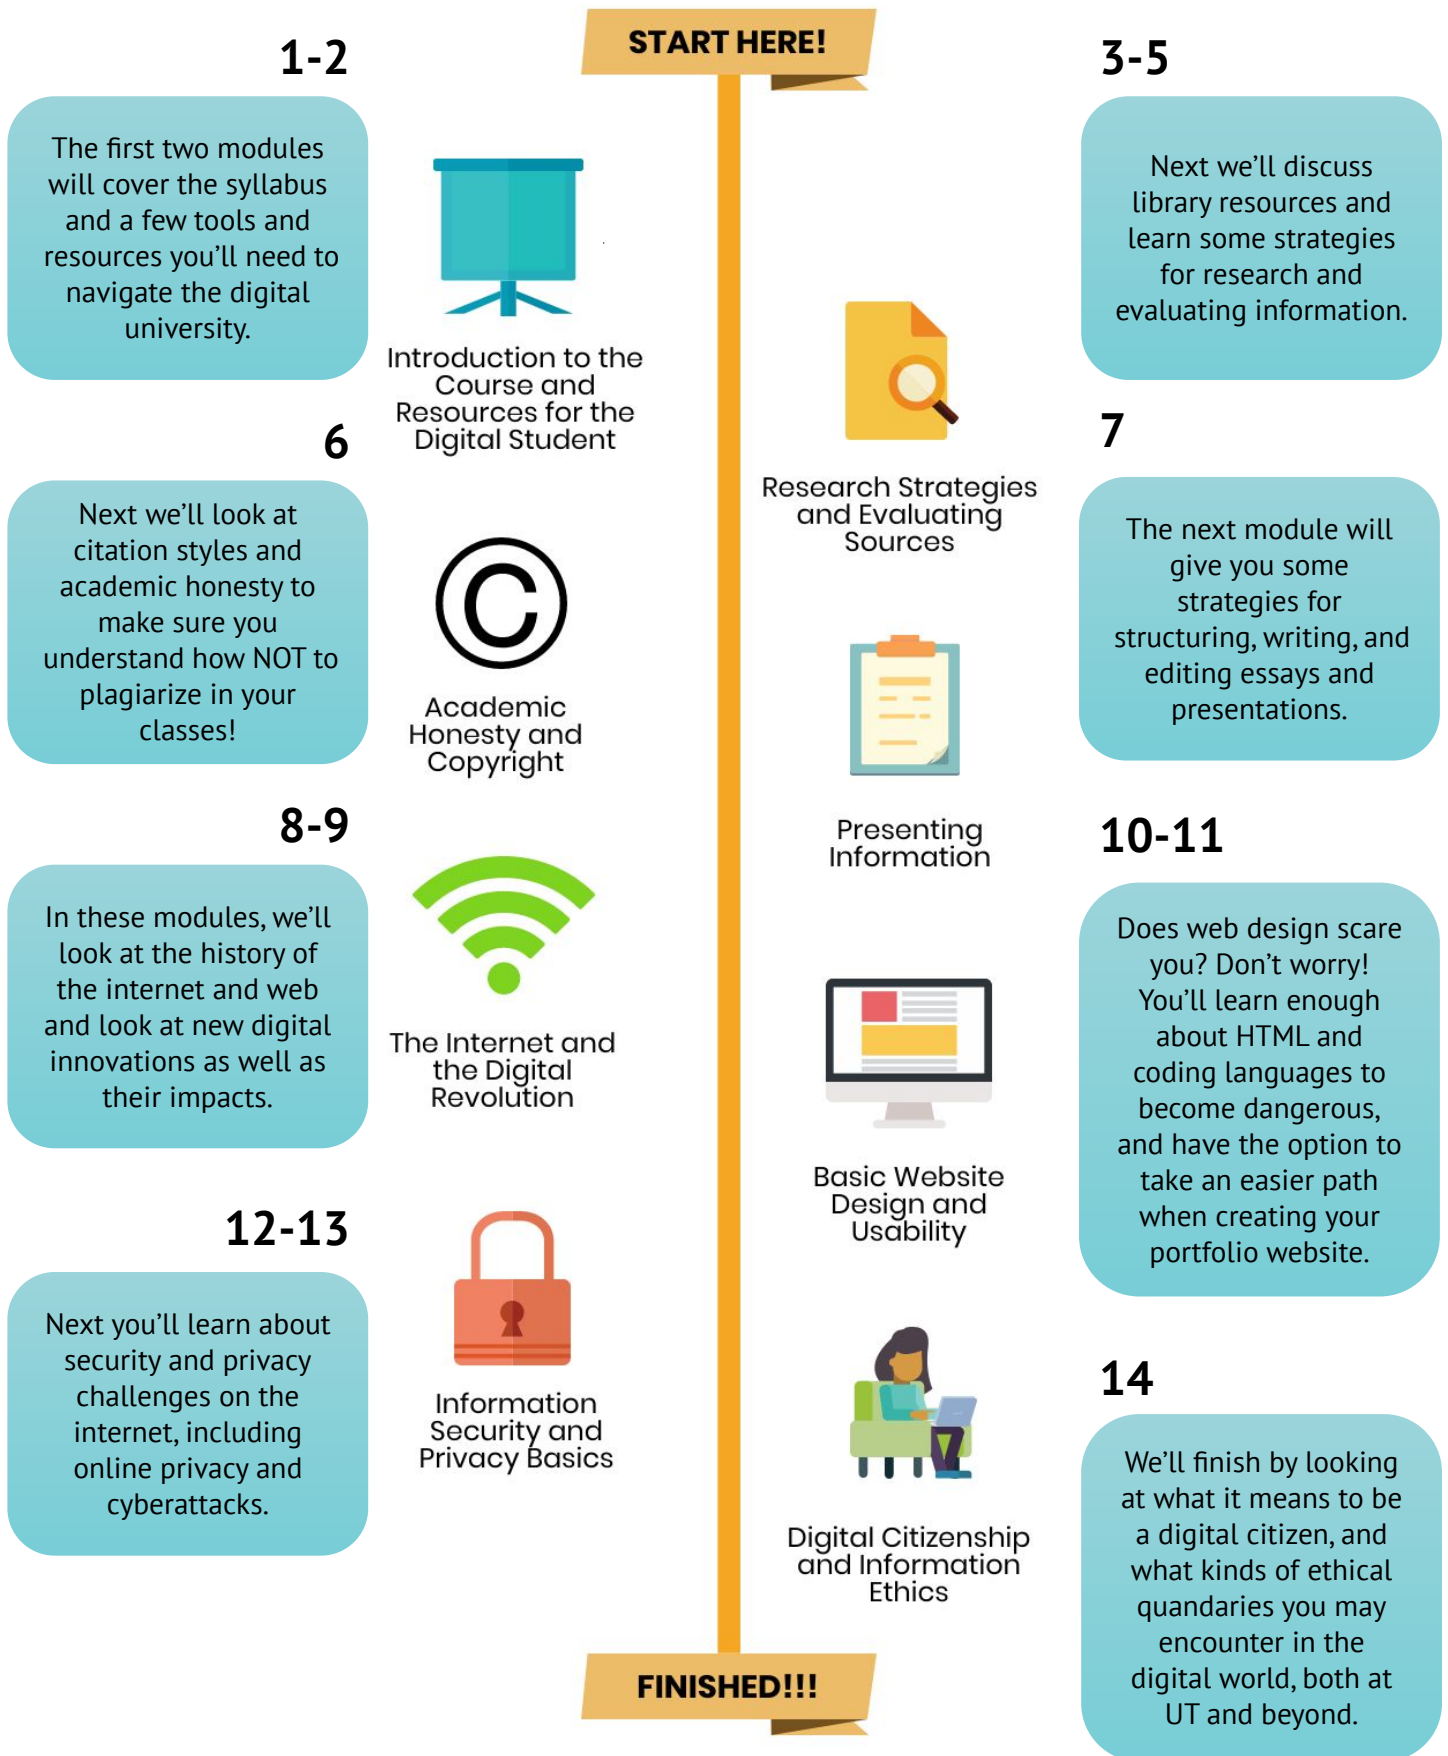 START HERE!
1-2
The first two modules
will cover the syllabus
and a few tools and
resources you’ll need to
navigate the digital
university.
Introduction to the
Course and
Resources for the
Digital Student
3-5
Next we’ll discuss
library resources and
learn some strategies
for research and
evaluating information.
Research Strategies
and Evaluating
Sources
6
Next we’ll look at
citation styles and
academic honesty to
make sure you
understand how NOT to
plagiarize in your
classes!
Academic
Honesty and
Copyright
7
The next module will
give you some
strategies for
structuring, writing, and
editing essays and
presentations.
Presenting
Information
8-9
In these modules, we’ll
look at the history of
the internet and web
and look at new digital
innovations as well as
their impacts.
The Internet and
the Digital
Revolution
10-11
Does web design scare
you? Don’t worry!
You’ll learn enough
about HTML and
coding languages to
become dangerous,
and have the option to
take an easier path
when creating your
portfolio website.
Basic Website
Design and
Usability
12-13
Next you’ll learn about
security and privacy
challenges on the
internet, including
online privacy and
cyberattacks.
Information
Security and
Privacy Basics
14
We’ll finish by looking
at what it means to be
a digital citizen, and
what kinds of ethical
quandaries you may
encounter in the
digital world, both at
UT and beyond.
Digital Citizenship
and Information
Ethics
FINISHED!!!